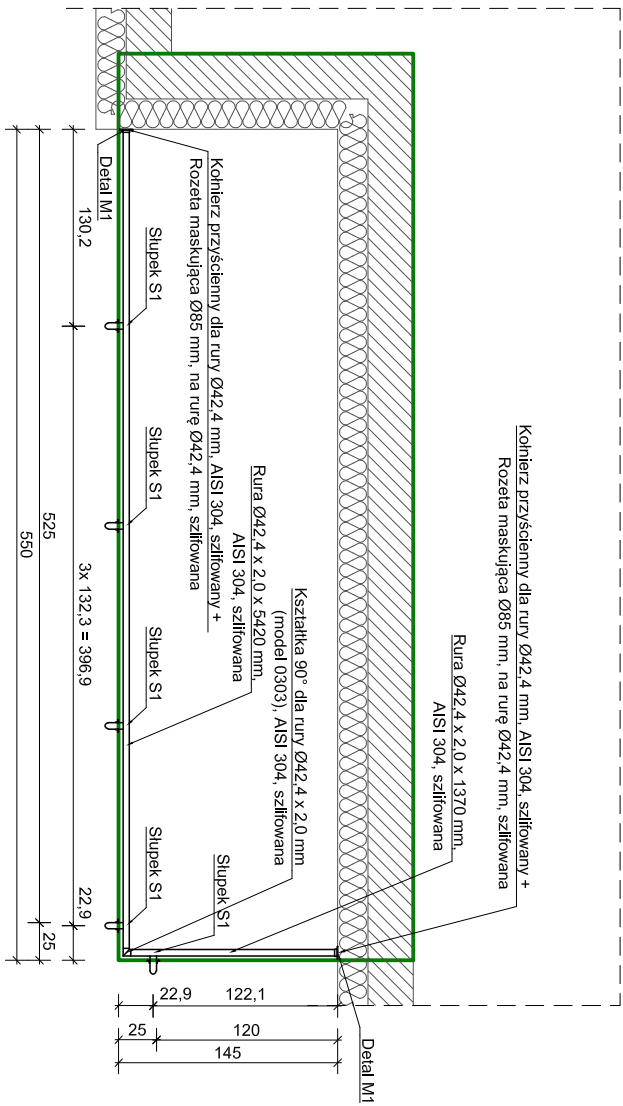 Kołnierz przyścienny dla rury Ø42,4 mm, AISI 304, szlifowany +
Rozeta maskująca Ø85 mm, na rurę Ø42,4 mm, szlifowana
Rura Ø42,4 x 2,0 x 1370 mm,
AISI 304, szlifowana
Kształtka 90° dla rury Ø42,4 x 2,0 mm
(model 0303), AISI 304, szlifowana
Rura Ø42,4 x 2,0 x 5420 mm,
AISI 304, szlifowana
Kołnierz przyścienny dla rury Ø42,4 mm, AISI 304, szlifowany +
Rozeta maskująca Ø85 mm, na rurę Ø42,4 mm, szlifowana
Słupek S1
Słupek S1
Słupek S1
Słupek S1
Słupek S1
Detal M1
Detal M1
130,2
3x 132,3 = 396,9
22,9
525
25
550
22,9
122,1
25
120
145